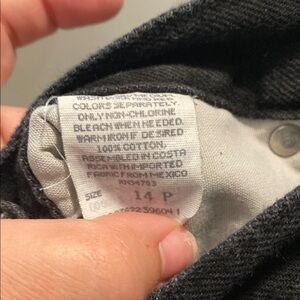 COLORS SEPARATELY.
ONLY NON-CHLORINE
BLEACH WHEN NEEDED.
WARM IRON IF DESIRED
100% COTTON.
ASSEMBLED IN COSTA
RICA WITH IMPORTED
FABRIC FROM MEXICO
RN54783
SIZE
14 P